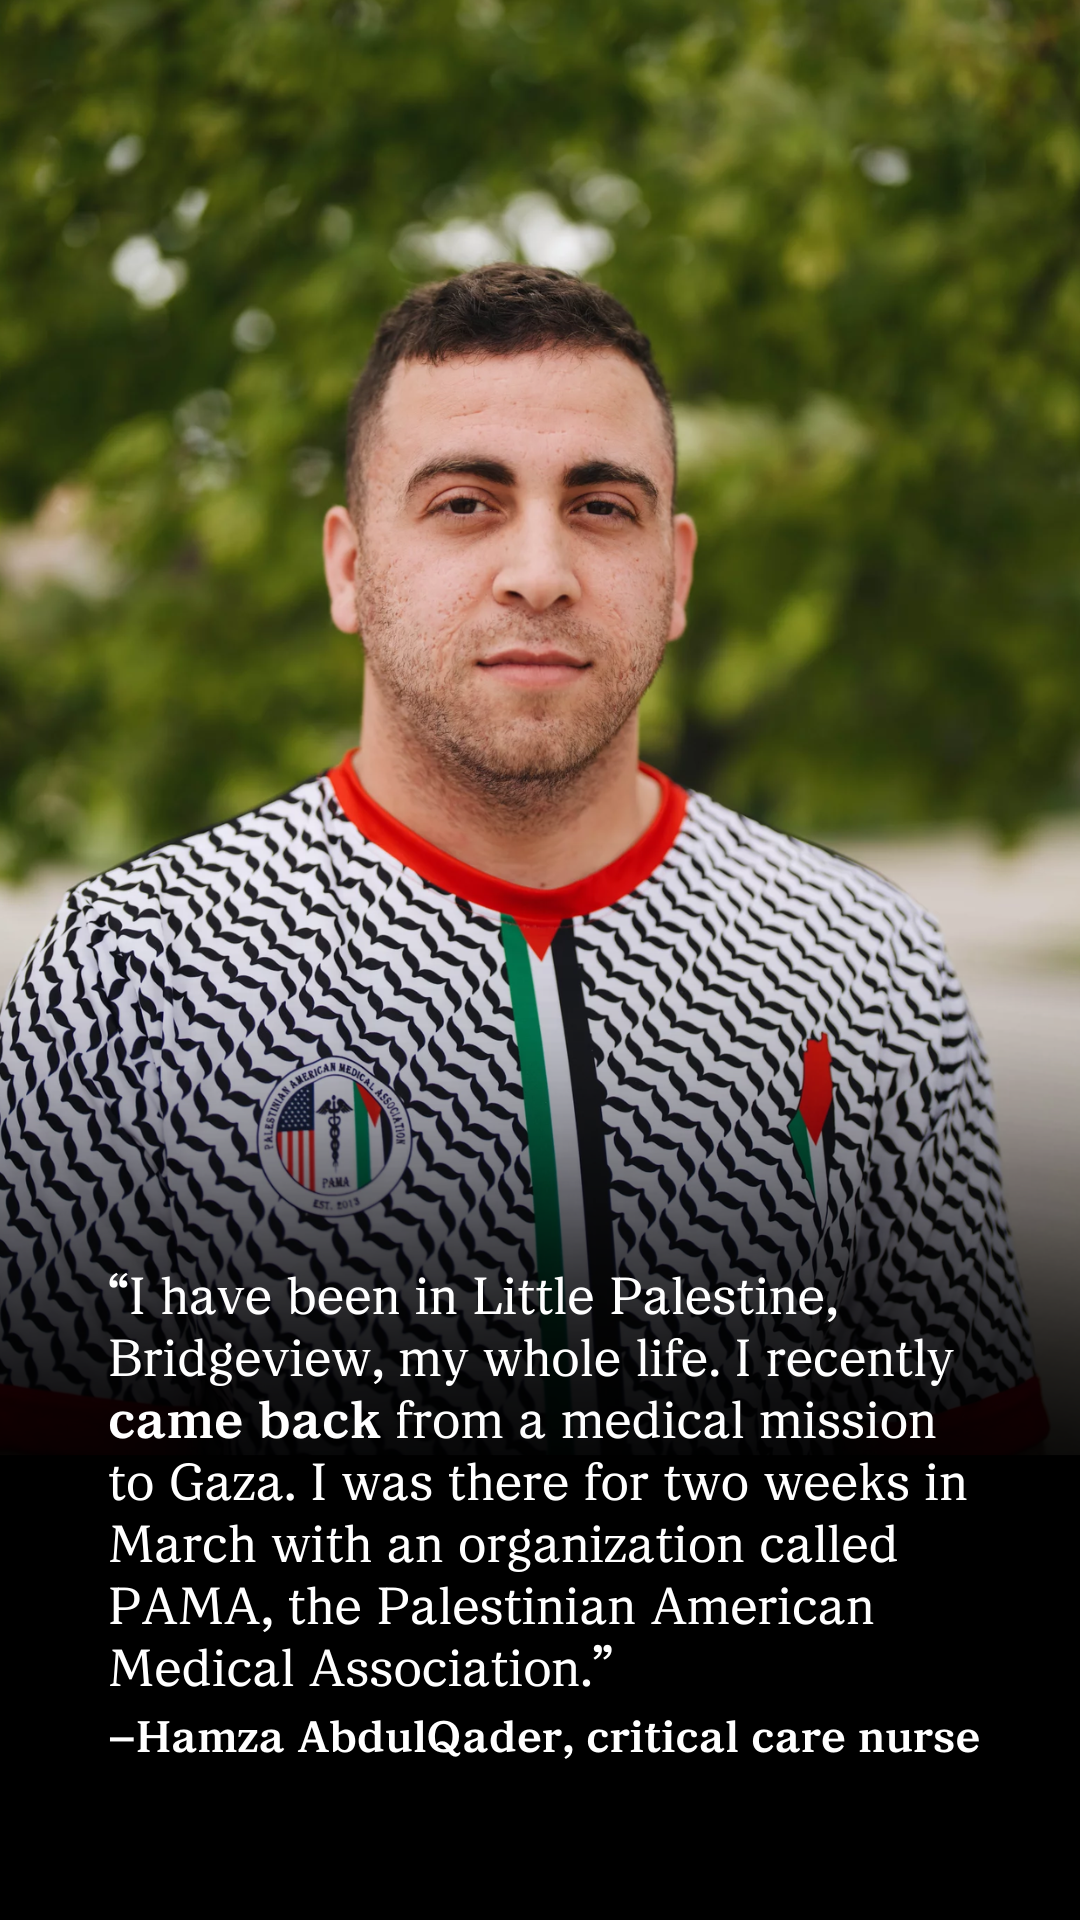 PALESTINIAN AMERICAN MEDICAL ASSOCIATION
PAMA
EST. 2013
“I have been in Little Palestine,
Bridgeview, my whole life. I recently
came back from a medical mission
to Gaza. I was there for two weeks in
March with an organization called
PAMA, the Palestinian American
Medical Association.”
–Hamza AbdulQader, critical care nurse